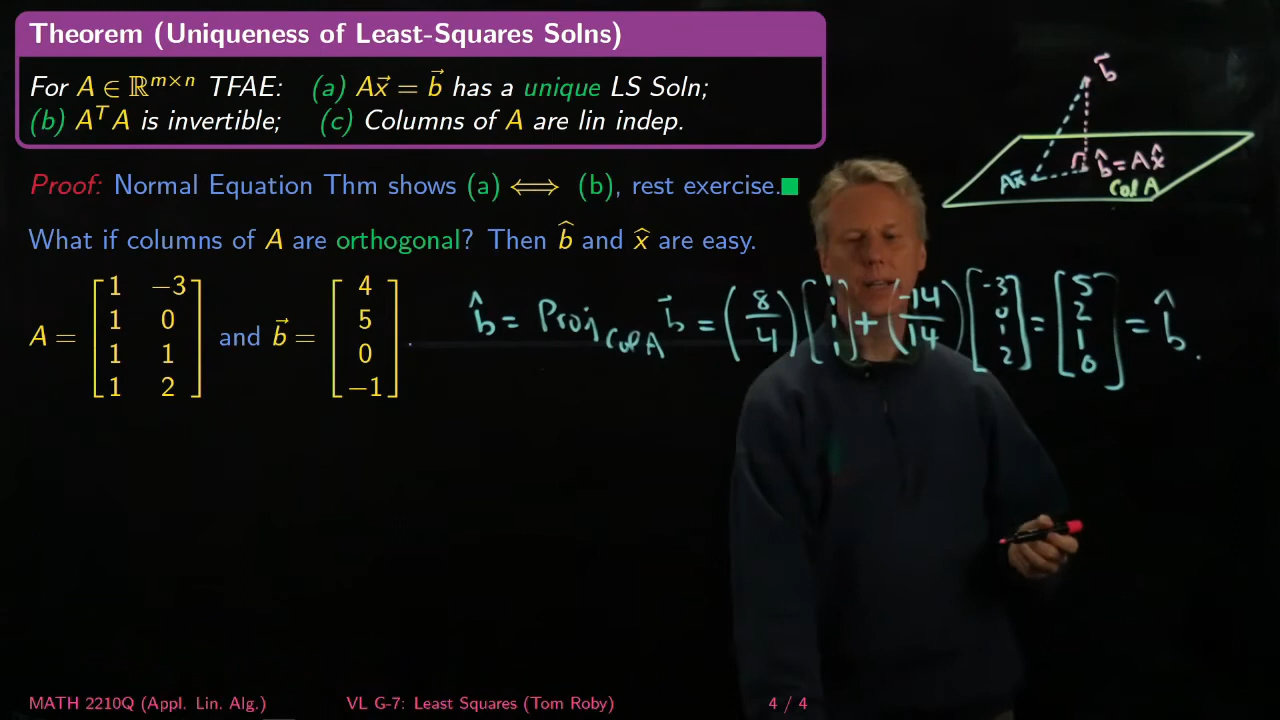 Theorem (Uniqueness of Least-Squares Solns)
For A ∈ ℝ^{m×n} TFAE: (a) Ax⃗ = b⃗ has a unique LS Soln;
(b) AᵀA is invertible; (c) Columns of A are lin indep.
Proof: Normal Equation Thm shows (a) ⟺ (b), rest exercise.■
What if columns of A are orthogonal? Then b̂ and x̂ are easy.
A = [1 −3; 1 0; 1 1; 1 2] and b⃗ = [4; 5; 0; −1].
b⃗
b̂ = Ax̂
Ax⃗
Col A
b̂ = Proj_{Col A} b⃗ = (8/4) [1; 1; 1; 1] + (-14/14) [-3; 0; 1; 2] = [5; 2; 1; 0] = b̂.
MATH 2210Q (Appl. Lin. Alg.) VL G-7: Least Squares (Tom Roby) 4 / 4